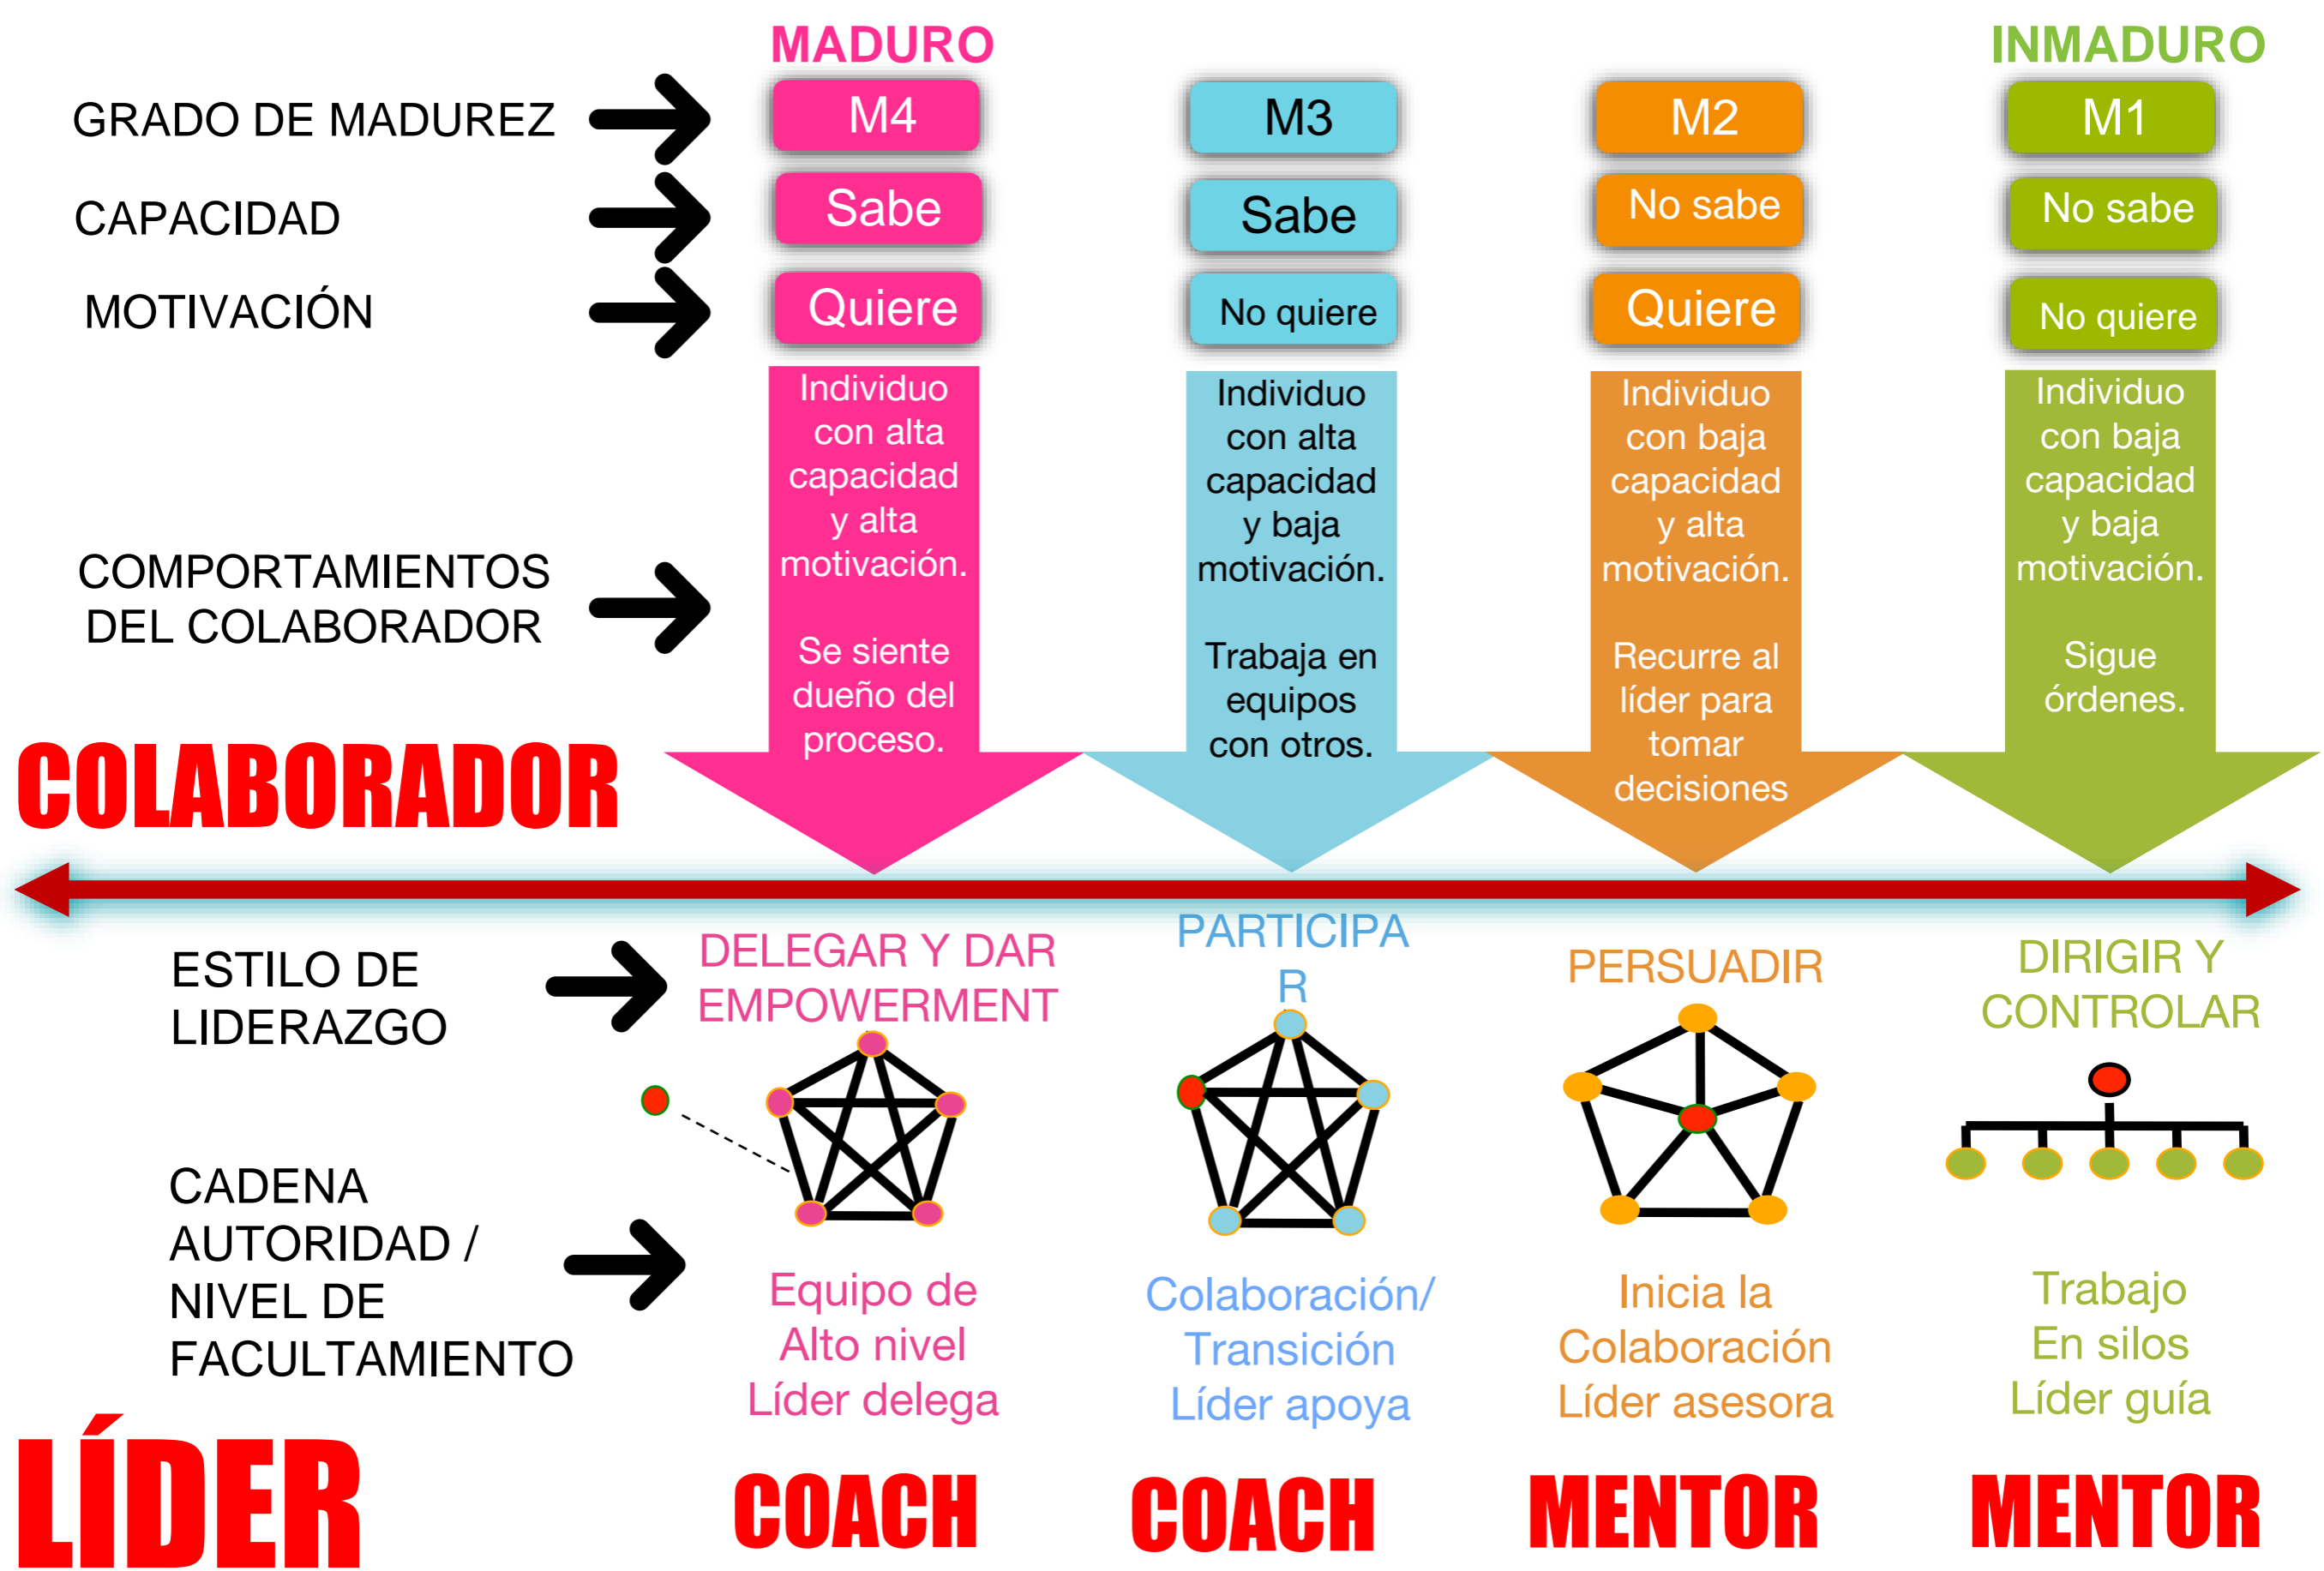 MADURO
INMADURO
GRADO DE MADUREZ
M4
M3
M2
M1
CAPACIDAD
Sabe
Sabe
No sabe
No sabe
MOTIVACIÓN
Quiere
No quiere
Quiere
No quiere
COMPORTAMIENTOS
DEL COLABORADOR
Individuo
con alta
capacidad
y alta
motivación.
Se siente
dueño del
proceso.
Individuo
con alta
capacidad
y baja
motivación.
Trabaja en
equipos
con otros.
Individuo
con baja
capacidad
y alta
motivación.
Recurre al
líder para
tomar
decisiones
Individuo
con baja
capacidad
y baja
motivación.
Sigue
órdenes.
COLABORADOR
ESTILO DE
LIDERAZGO
DELEGAR Y DAR
EMPOWERMENT
PARTICIPA
R
PERSUADIR
DIRIGIR Y
CONTROLAR
CADENA
AUTORIDAD /
NIVEL DE
FACULTAMIENTO
Equipo de
Alto nivel
Líder delega
Colaboración/
Transición
Líder apoya
Inicia la
Colaboración
Líder asesora
Trabajo
En silos
Líder guía
LÍDER
COACH
COACH
MENTOR
MENTOR